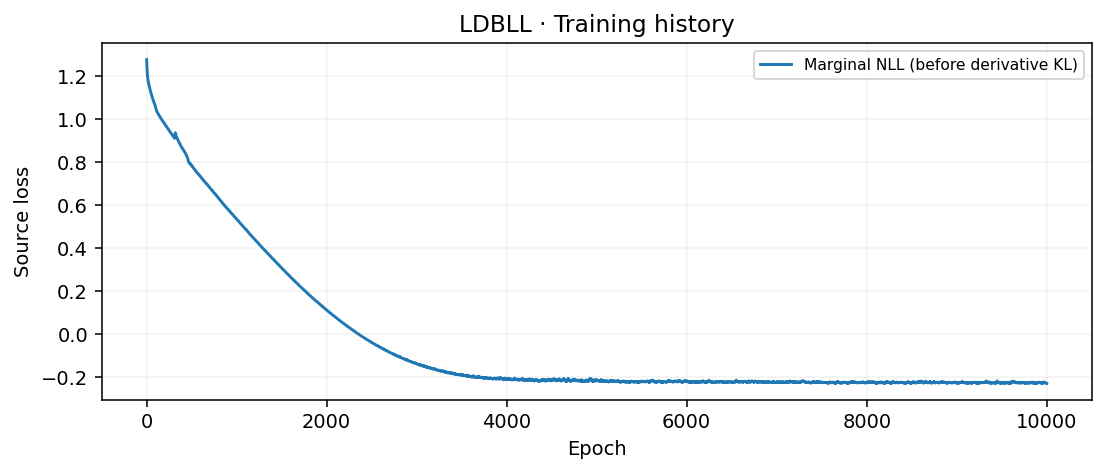 LDBLL · Training history
Marginal NLL (before derivative KL)
Source loss
1.2
1.0
0.8
0.6
0.4
0.2
0.0
−0.2
0 2000 4000 6000 8000 10000
Epoch